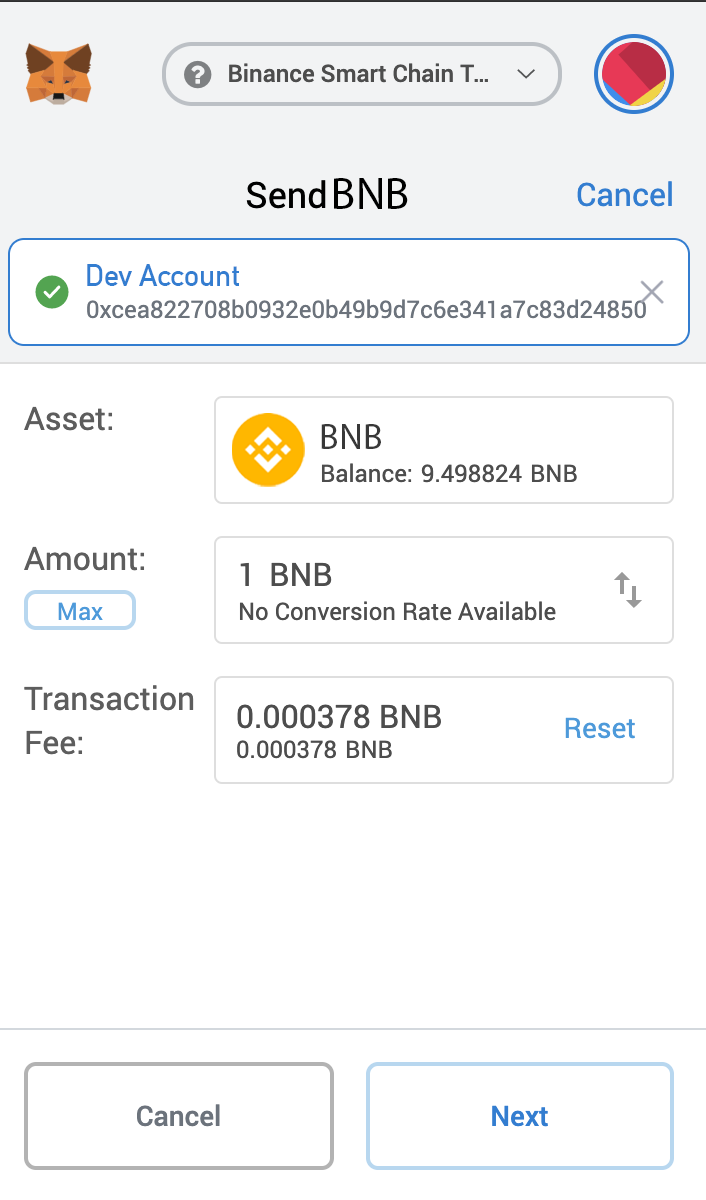 Binance Smart Chain T...
Send BNB
Cancel
Dev Account
0xcea822708b0932e0b49b9d7c6e341a7c83d24850
Asset:
BNB
Balance: 9.498824 BNB
Amount:
Max
1 BNB
No Conversion Rate Available
Transaction
Fee:
0.000378 BNB
0.000378 BNB
Reset
Cancel
Next